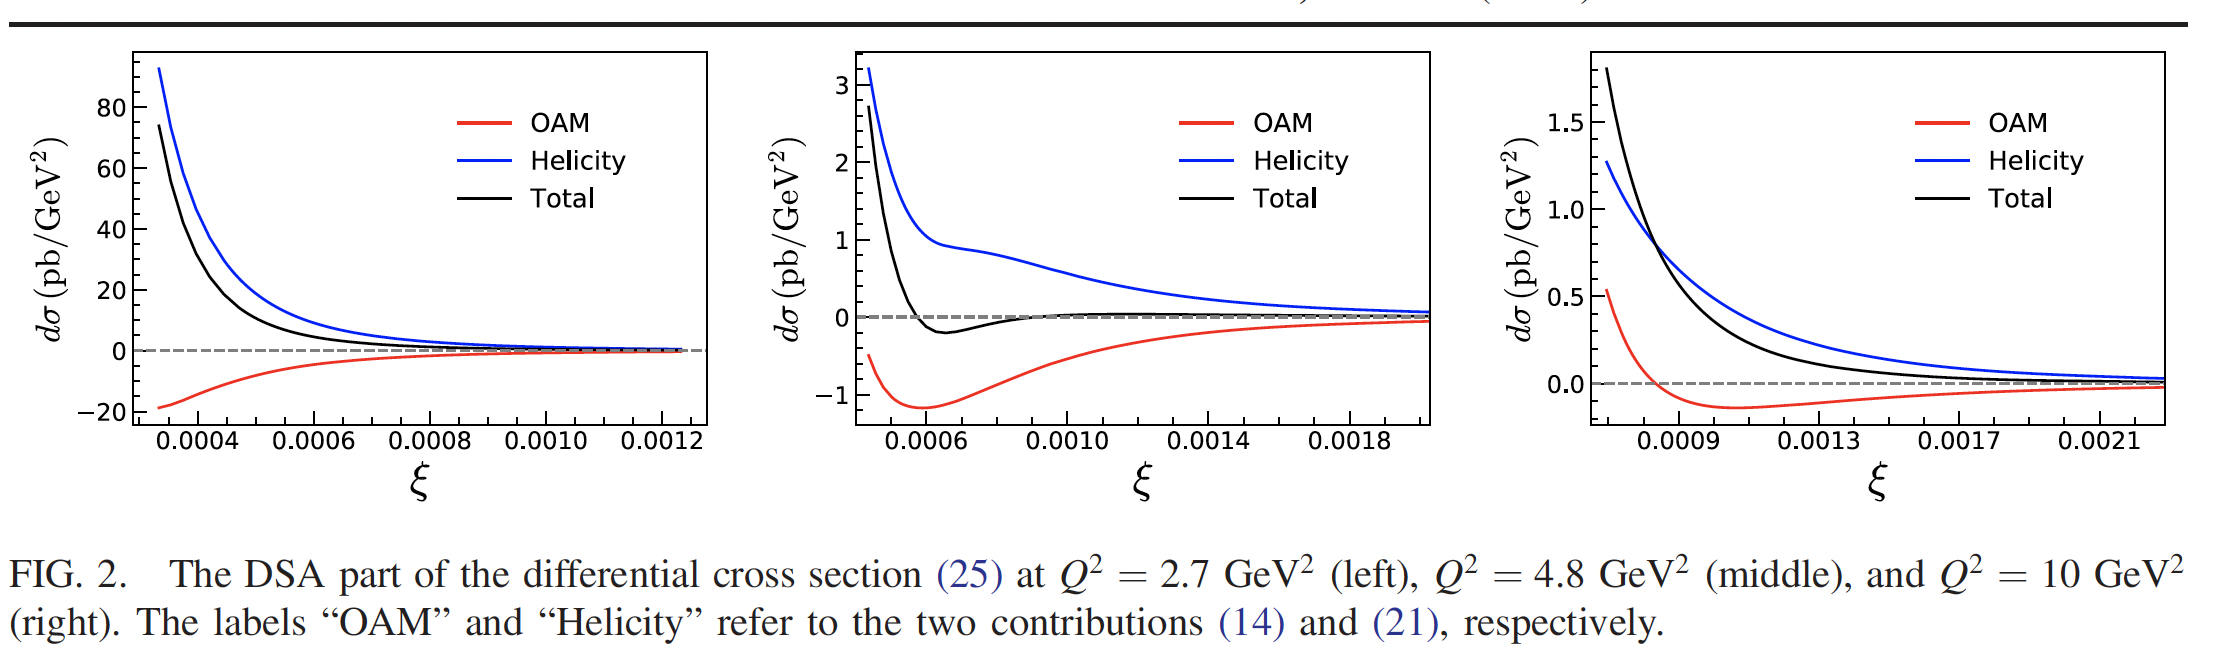 dσ (pb/GeV²)
80
60
40
20
0
−20
OAM
Helicity
Total
0.0004 0.0006 0.0008 0.0010 0.0012
ξ
dσ (pb/GeV²)
3
2
1
0
−1
OAM
Helicity
Total
0.0006 0.0010 0.0014 0.0018
ξ
dσ (pb/GeV²)
1.5
1.0
0.5
0.0
OAM
Helicity
Total
0.0009 0.0013 0.0017 0.0021
ξ
FIG. 2. The DSA part of the differential cross section (25) at Q² = 2.7 GeV² (left), Q² = 4.8 GeV² (middle), and Q² = 10 GeV²
(right). The labels “OAM” and “Helicity” refer to the two contributions (14) and (21), respectively.